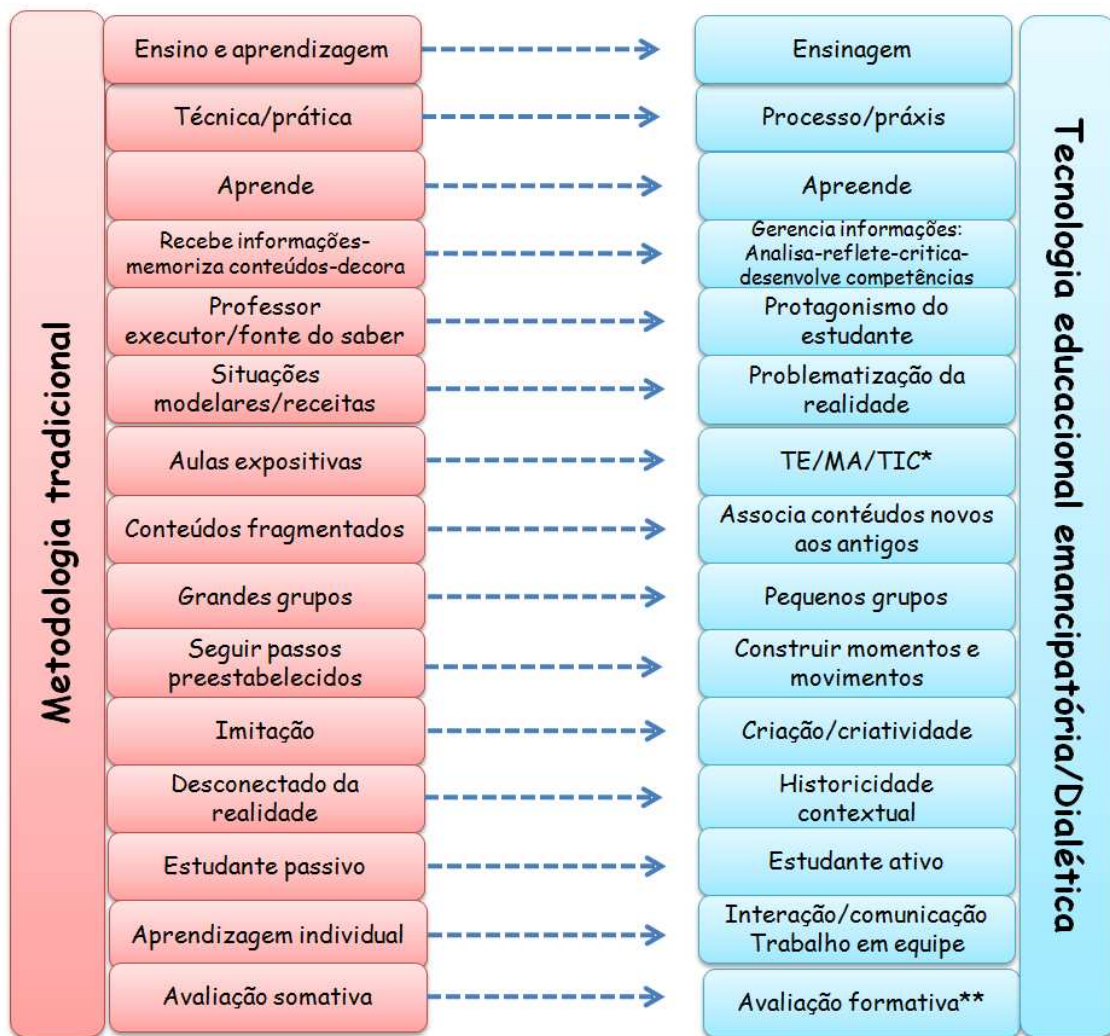 Metodologia tradicional
Ensino e aprendizagem
Ensinagem
Técnica/prática
Processo/práxis
Aprende
Apreende
Recebe informações-
memoriza conteúdos-decora
Gerencia informações:
Analisa-reflete-critica-
desenvolve competências
Professor
executor/fonte do saber
Protagonismo do
estudante
Situações
modelares/receitas
Problematização da
realidade
Aulas expositivas
TE/MA/TIC*
Conteúdos fragmentados
Associa contéudos novos
aos antigos
Grandes grupos
Pequenos grupos
Seguir passos
preestabelecidos
Construir momentos e
movimentos
Imitação
Criação/criatividade
Desconectado da
realidade
Historicidade
contextual
Estudante passivo
Estudante ativo
Aprendizagem individual
Interação/comunicação
Trabalho em equipe
Avaliação somativa
Avaliação formativa**
Tecnologia educacional emancipatória/Dialética